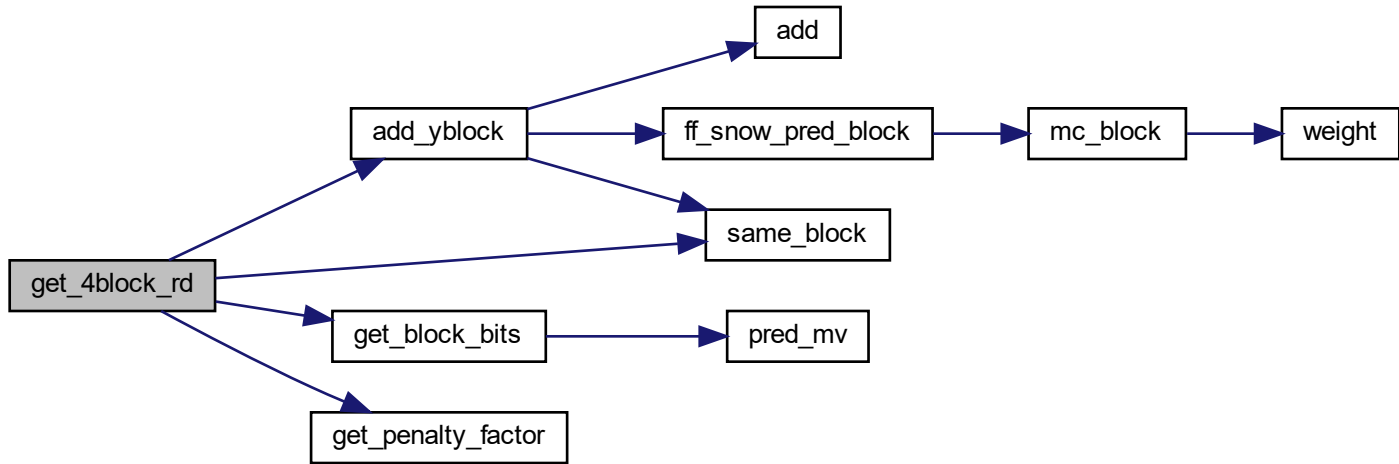 add
add_yblock
ff_snow_pred_block
mc_block
weight
same_block
get_4block_rd
get_block_bits
pred_mv
get_penalty_factor